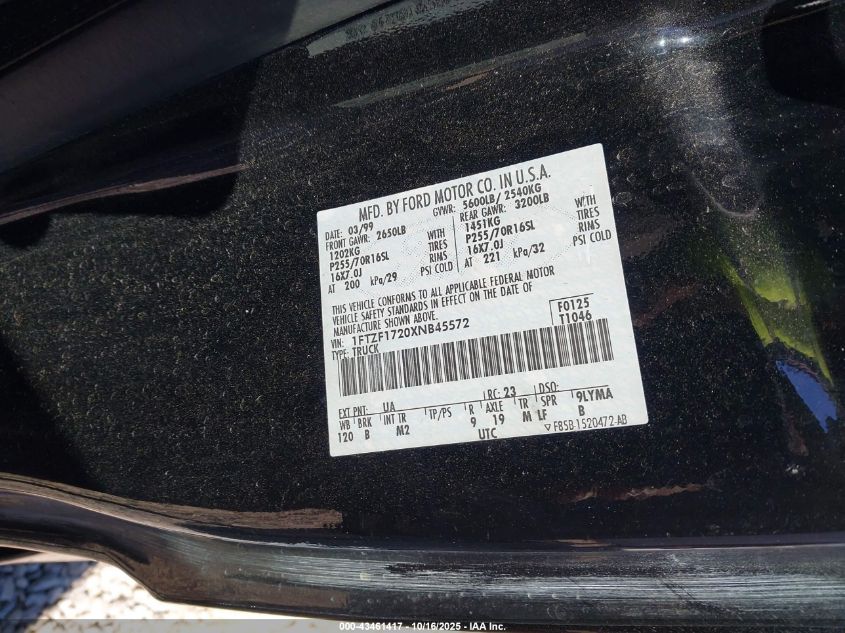 MFD. BY FORD MOTOR CO. IN U.S.A.
DATE: 03/99 GVWR: 5600LB/ 2540KG
FRONT GAWR: 2650LB REAR GAWR: 3200LB
1202KG WITH 1451KG WITH
P255/70R16SL TIRES P255/70R16SL TIRES
16X7.0J RIMS 16X7.0J RIMS
AT 200 kPa/29 PSI COLD AT 221 kPa/32 PSI COLD
THIS VEHICLE CONFORMS TO ALL APPLICABLE FEDERAL MOTOR
VEHICLE SAFETY STANDARDS IN EFFECT ON THE DATE OF
MANUFACTURE SHOWN ABOVE.
VIN: 1FTZF1720XNB45572 F0125
TYPE: TRUCK T1046
EXT PNT: UA RC: 23 DSO:
WB BRK INT TR TP/PS R AXLE TR SPR 9LYMA
120 B M2 9 19 M LF B
UTC ▽ F85B-1520472-AB
000-43461417 - 10/16/2025 - IAA Inc.